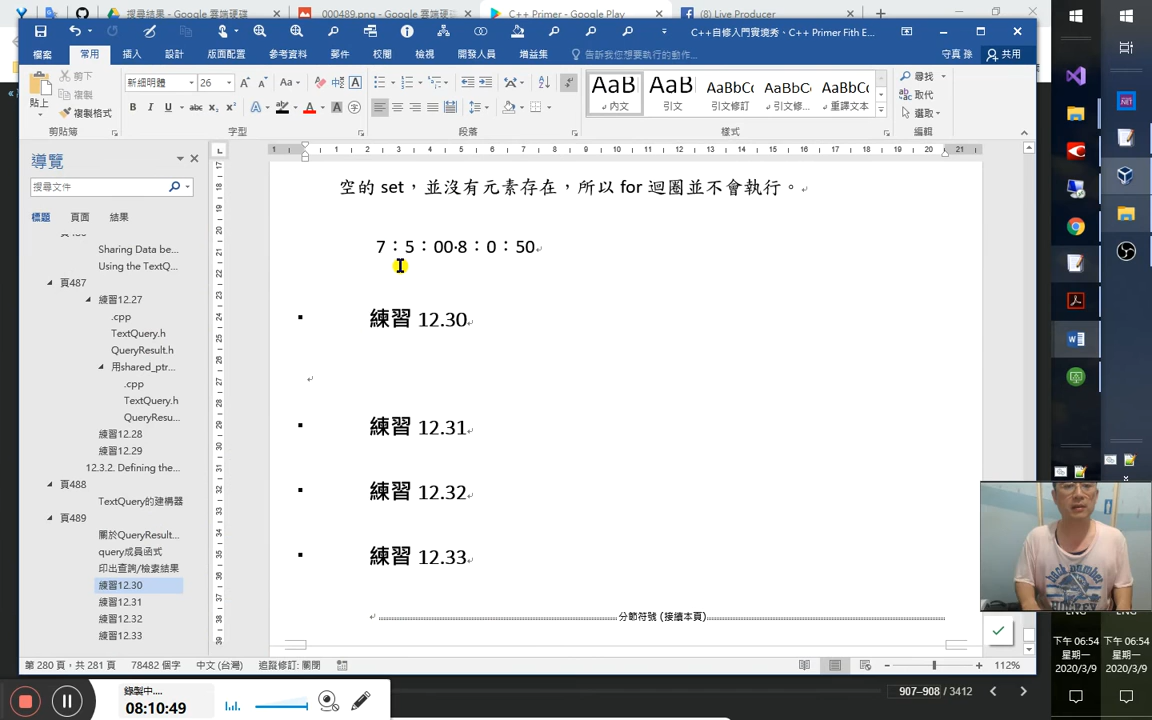 搜尋結果 - Google 雲端硬碟
000489.png - Google 雲端硬碟
C++ Primer - Google Play
(8) Live Producer
C++自修入門實境秀、C++ Primer Fith E...
檔案 常用 插入 設計 版面配置 參考資料 郵件 校閱 檢視 開發人員 增益集 告訴我您想要執行的動作... 守真 孫 共用
貼上 剪下 複製 複製格式
新細明體 26
剪貼簿 字型 段落 樣式 編輯
AaB 內文
AaB 引文
AaBbCc 引文修訂
AaBbCc 引文修...
AaBbCc 重譯本文
尋找
取代
選取
導覽
搜尋文件
標題 頁面 結果
Sharing Data be...
Using the TextQ...
頁487
練習12.27
.cpp
TextQuery.h
QueryResult.h
用shared_ptr...
.cpp
TextQuery.h
QueryResu...
練習12.28
練習12.29
12.3.2. Defining the...
頁488
TextQuery的建構器
頁489
關於QueryResult...
query成員函式
印出查詢/檢索結果
練習12.30
練習12.31
練習12.32
練習12.33
空的 set，並沒有元素存在，所以 for 迴圈並不會執行。
7：5：00·8：0：50
練習 12.30
練習 12.31
練習 12.32
練習 12.33
分節符號 (接續本頁)
第 280 頁，共 281 頁 78482 個字 中文 (台灣) 追蹤修訂: 關閉 112%
錄製中....
08:10:49
907–908 / 3412
下午 06:54
星期一
2020/3/9
下午 06:54
星期一
2020/3/9